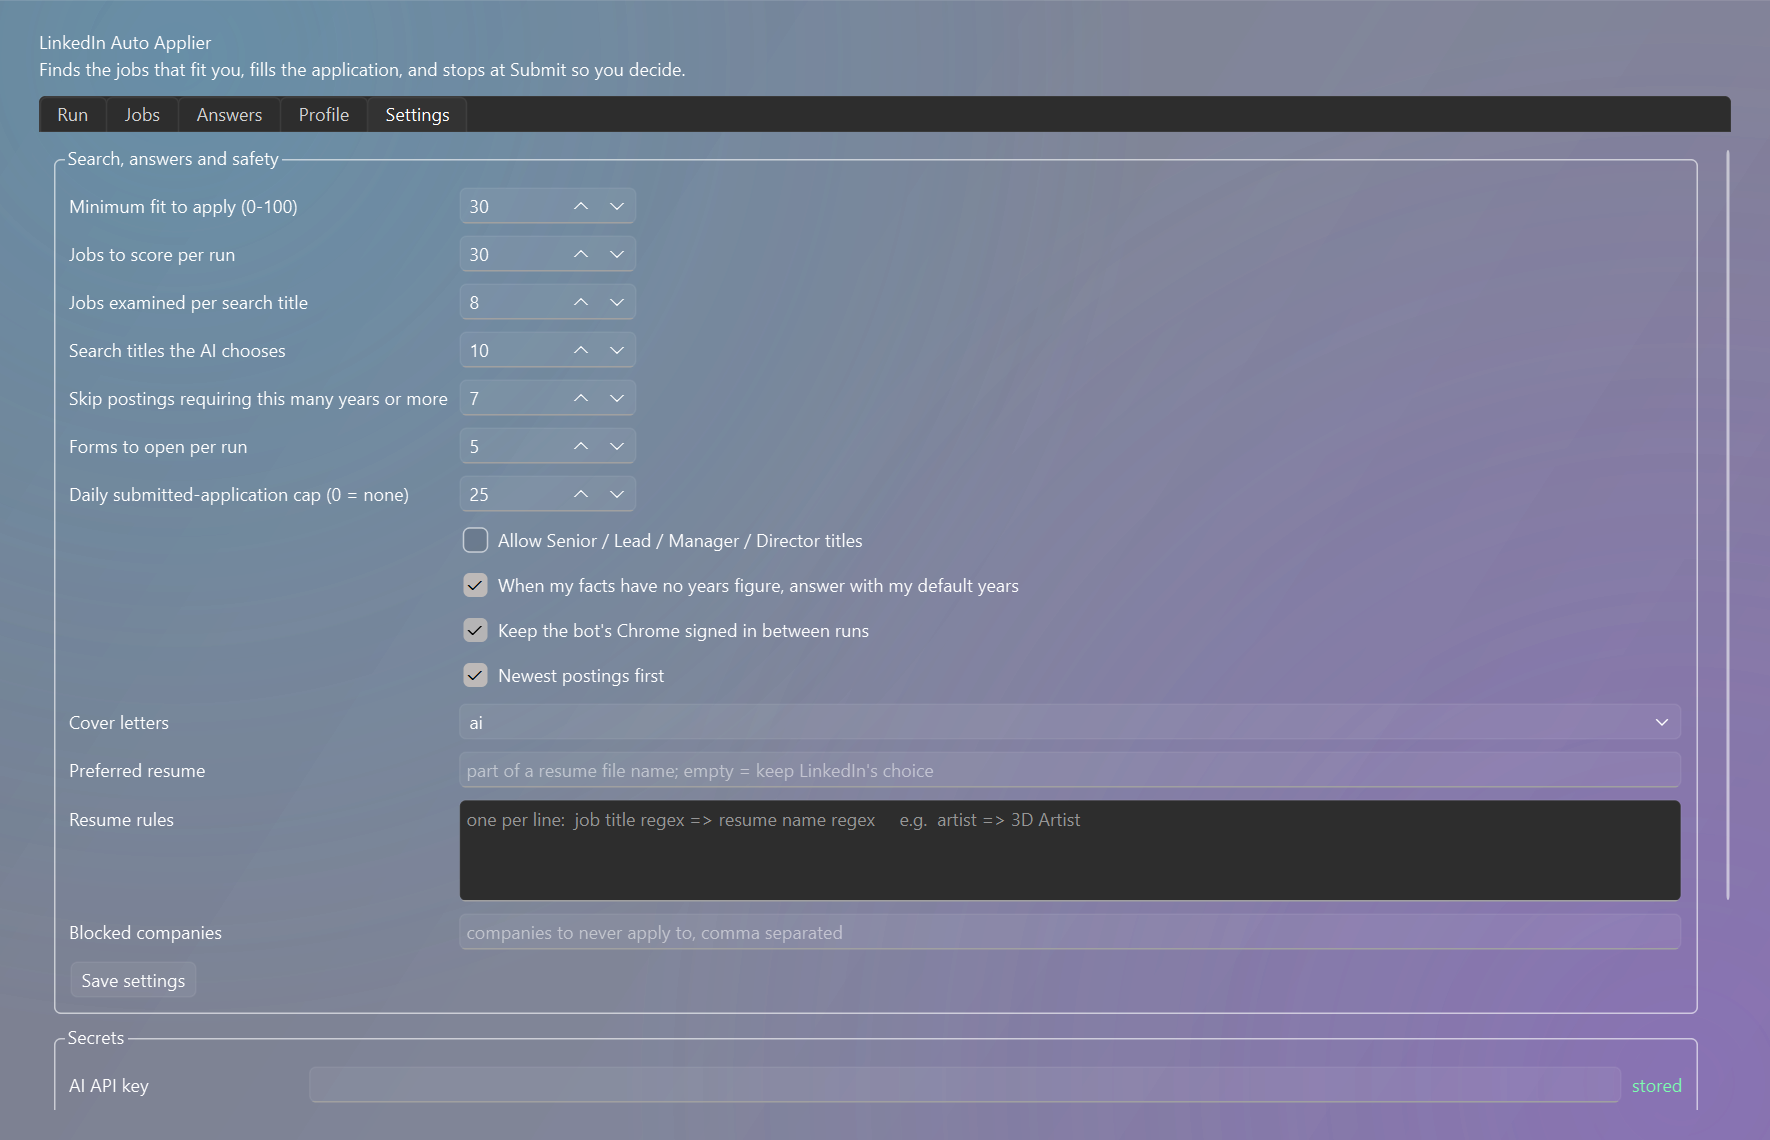 LinkedIn Auto Applier
Finds the jobs that fit you, fills the application, and stops at Submit so you decide.
Run Jobs Answers Profile Settings
Search, answers and safety
Minimum fit to apply (0-100) 30
Jobs to score per run 30
Jobs examined per search title 8
Search titles the AI chooses 10
Skip postings requiring this many years or more 7
Forms to open per run 5
Daily submitted-application cap (0 = none) 25
Allow Senior / Lead / Manager / Director titles
When my facts have no years figure, answer with my default years
Keep the bot's Chrome signed in between runs
Newest postings first
Cover letters ai
Preferred resume part of a resume file name; empty = keep LinkedIn's choice
Resume rules one per line: job title regex => resume name regex e.g. artist => 3D Artist
Blocked companies companies to never apply to, comma separated
Save settings
Secrets
AI API key stored